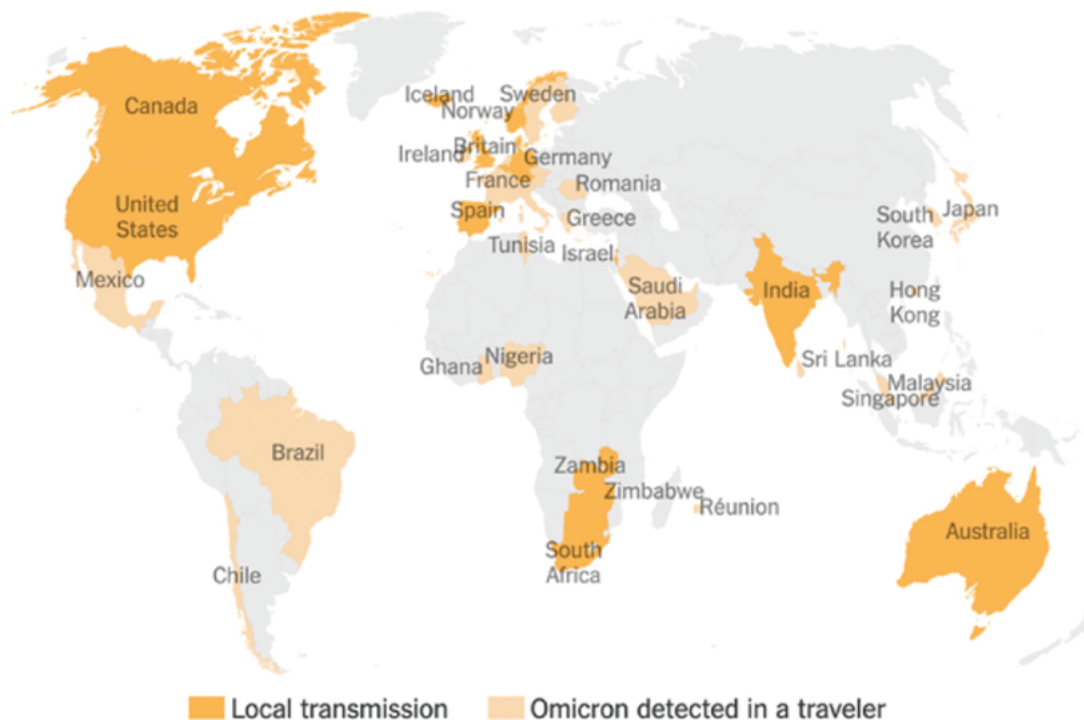 Canada
Iceland
Norway
Sweden
Ireland
Britain
Germany
France
Romania
United
States
Spain
Greece
South
Korea
Japan
Mexico
Tunisia
Israel
Saudi
Arabia
India
Hong
Kong
Ghana
Nigeria
Sri Lanka
Malaysia
Singapore
Brazil
Zambia
Zimbabwe
Réunion
Australia
Chile
South
Africa
Local transmission
Omicron detected in a traveler